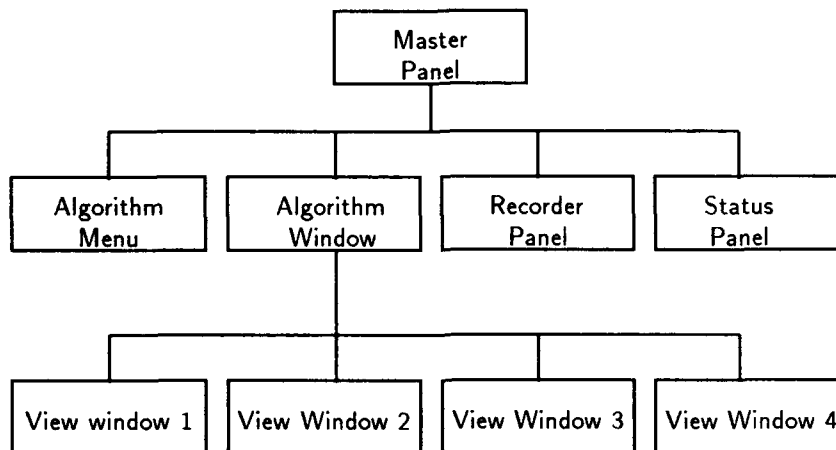 Master
Panel
Algorithm
Menu
Algorithm
Window
Recorder
Panel
Status
Panel
View window 1
View Window 2
View Window 3
View Window 4